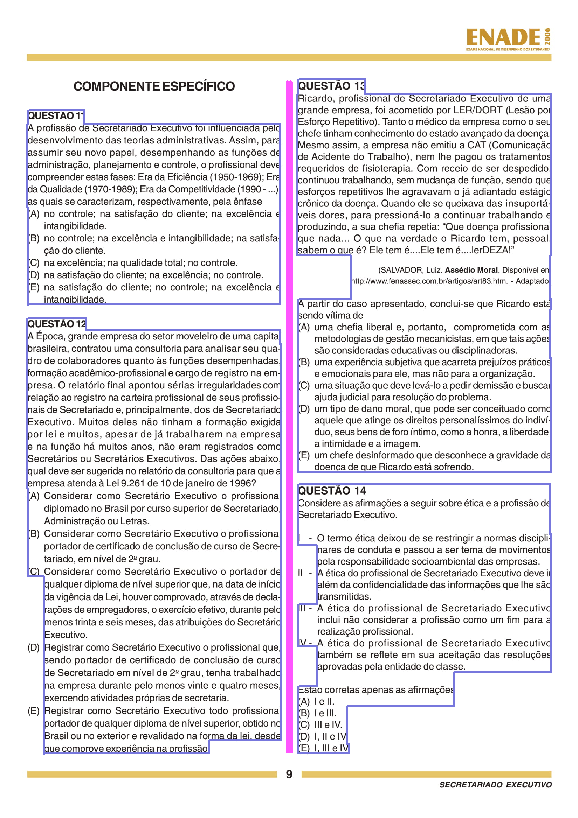 ENADE 2006
EXAME NACIONAL DE DESEMPENHO DOS ESTUDANTES
COMPONENTE ESPECÍFICO
QUESTÃO 11
A profissão de Secretariado Executivo foi influenciada pelo
desenvolvimento das teorias administrativas. Assim, para
assumir seu novo papel, desempenhando as funções de
administração, planejamento e controle, o profissional deve
compreender estas fases: Era da Eficiência (1950-1969); Era
da Qualidade (1970-1989); Era da Competitividade (1990 - ...)
as quais se caracterizam, respectivamente, pela ênfase
(A) no controle; na satisfação do cliente; na excelência e
intangibilidade.
(B) no controle; na excelência e intangibilidade; na satisfa-
ção do cliente.
(C) na excelência; na qualidade total; no controle.
(D) na satisfação do cliente; na excelência; no controle.
(E) na satisfação do cliente; no controle; na excelência e
intangibilidade.
QUESTÃO 12
A Época, grande empresa do setor moveleiro de uma capital
brasileira, contratou uma consultoria para analisar seu qua-
dro de colaboradores quanto às funções desempenhadas,
formação acadêmico-profissional e cargo de registro na em-
presa. O relatório final apontou sérias irregularidades com
relação ao registro na carteira profissional de seus profissio-
nais de Secretariado e, principalmente, dos de Secretariado
Executivo. Muitos deles não tinham a formação exigida
por lei e muitos, apesar de já trabalharem na empresa
e na função há muitos anos, não eram registrados como
Secretários ou Secretários Executivos. Das ações abaixo,
qual deve ser sugerida no relatório da consultoria para que a
empresa atenda à Lei 9.261 de 10 de janeiro de 1996?
(A) Considerar como Secretário Executivo o profissional
diplomado no Brasil por curso superior de Secretariado,
Administração ou Letras.
(B) Considerar como Secretário Executivo o profissional
portador de certificado de conclusão de curso de Secre-
tariado, em nível de 2º grau.
(C) Considerar como Secretário Executivo o portador de
qualquer diploma de nível superior que, na data de início
da vigência da Lei, houver comprovado, através de decla-
rações de empregadores, o exercício efetivo, durante pelo
menos trinta e seis meses, das atribuições do Secretário
Executivo.
(D) Registrar como Secretário Executivo o profissional que,
sendo portador de certificado de conclusão de curso
de Secretariado em nível de 2º grau, tenha trabalhado
na empresa durante pelo menos vinte e quatro meses,
exercendo atividades próprias de secretaria.
(E) Registrar como Secretário Executivo todo profissional
portador de qualquer diploma de nível superior, obtido no
Brasil ou no exterior e revalidado na forma da lei, desde
que comprove experiência na profissão.
QUESTÃO 13
Ricardo, profissional de Secretariado Executivo de uma
grande empresa, foi acometido por LER/DORT (Lesão por
Esforço Repetitivo). Tanto o médico da empresa como o seu
chefe tinham conhecimento do estado avançado da doença.
Mesmo assim, a empresa não emitiu a CAT (Comunicação
de Acidente do Trabalho), nem lhe pagou os tratamentos
requeridos de fisioterapia. Com receio de ser despedido,
continuou trabalhando, sem mudança de função, sendo que
esforços repetitivos lhe agravavam o já adiantado estágio
crônico da doença. Quando ele se queixava das insuportá-
veis dores, para pressioná-lo a continuar trabalhando e
produzindo, a sua chefia repetia: "Que doença profissional
que nada... O que na verdade o Ricardo tem, pessoal,
sabem o que é? Ele tem é....Ele tem é....lerDEZA!"
(SALVADOR, Luiz. Assédio Moral. Disponível em
http://www.fenassec.com.br/artigos/art83.htm. - Adaptado)
A partir do caso apresentado, conclui-se que Ricardo está
sendo vítima de
(A) uma chefia liberal e, portanto, comprometida com as
metodologias de gestão mecanicistas, em que tais ações
são consideradas educativas ou disciplinadoras.
(B) uma experiência subjetiva que acarreta prejuízos práticos
e emocionais para ele, mas não para a organização.
(C) uma situação que deve levá-lo a pedir demissão e buscar
ajuda judicial para resolução do problema.
(D) um tipo de dano moral, que pode ser conceituado como
aquele que atinge os direitos personalíssimos do indiví-
duo, seus bens de foro íntimo, como a honra, a liberdade,
a intimidade e a imagem.
(E) um chefe desinformado que desconhece a gravidade da
doença de que Ricardo está sofrendo.
QUESTÃO 14
Considere as afirmações a seguir sobre ética e a profissão de
Secretariado Executivo.
I - O termo ética deixou de se restringir a normas discipli-
nares de conduta e passou a ser tema de movimentos
pela responsabilidade socioambiental das empresas.
II - A ética do profissional de Secretariado Executivo deve ir
além da confidencialidade das informações que lhe são
transmitidas.
III - A ética do profissional de Secretariado Executivo
inclui não considerar a profissão como um fim para a
realização profissional.
IV - A ética do profissional de Secretariado Executivo
também se reflete em sua aceitação das resoluções
aprovadas pela entidade de classe.
Estão corretas apenas as afirmações
(A) I e II.
(B) I e III.
(C) III e IV.
(D) I, II e IV.
(E) I, III e IV.
9
SECRETARIADO EXECUTIVO